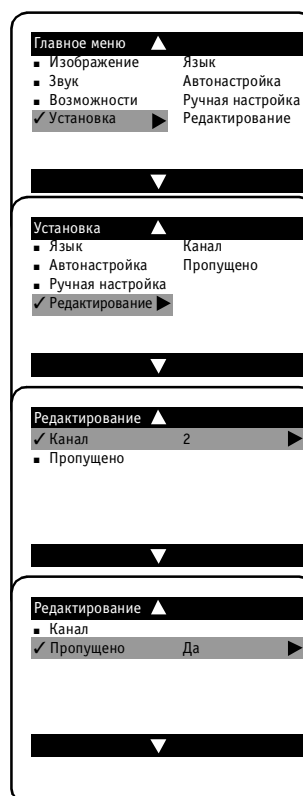 Главное меню
▪ Изображение Язык
▪ Звук Автонастройка
▪ Возможности Ручная настройка
✓ Установка Редактирование
Установка
▪ Язык Канал
▪ Автонастройка Пропущено
▪ Ручная настройка
✓ Редактирование
Редактирование
✓ Канал 2
▪ Пропущено
Редактирование
▪ Канал
✓ Пропущено Да